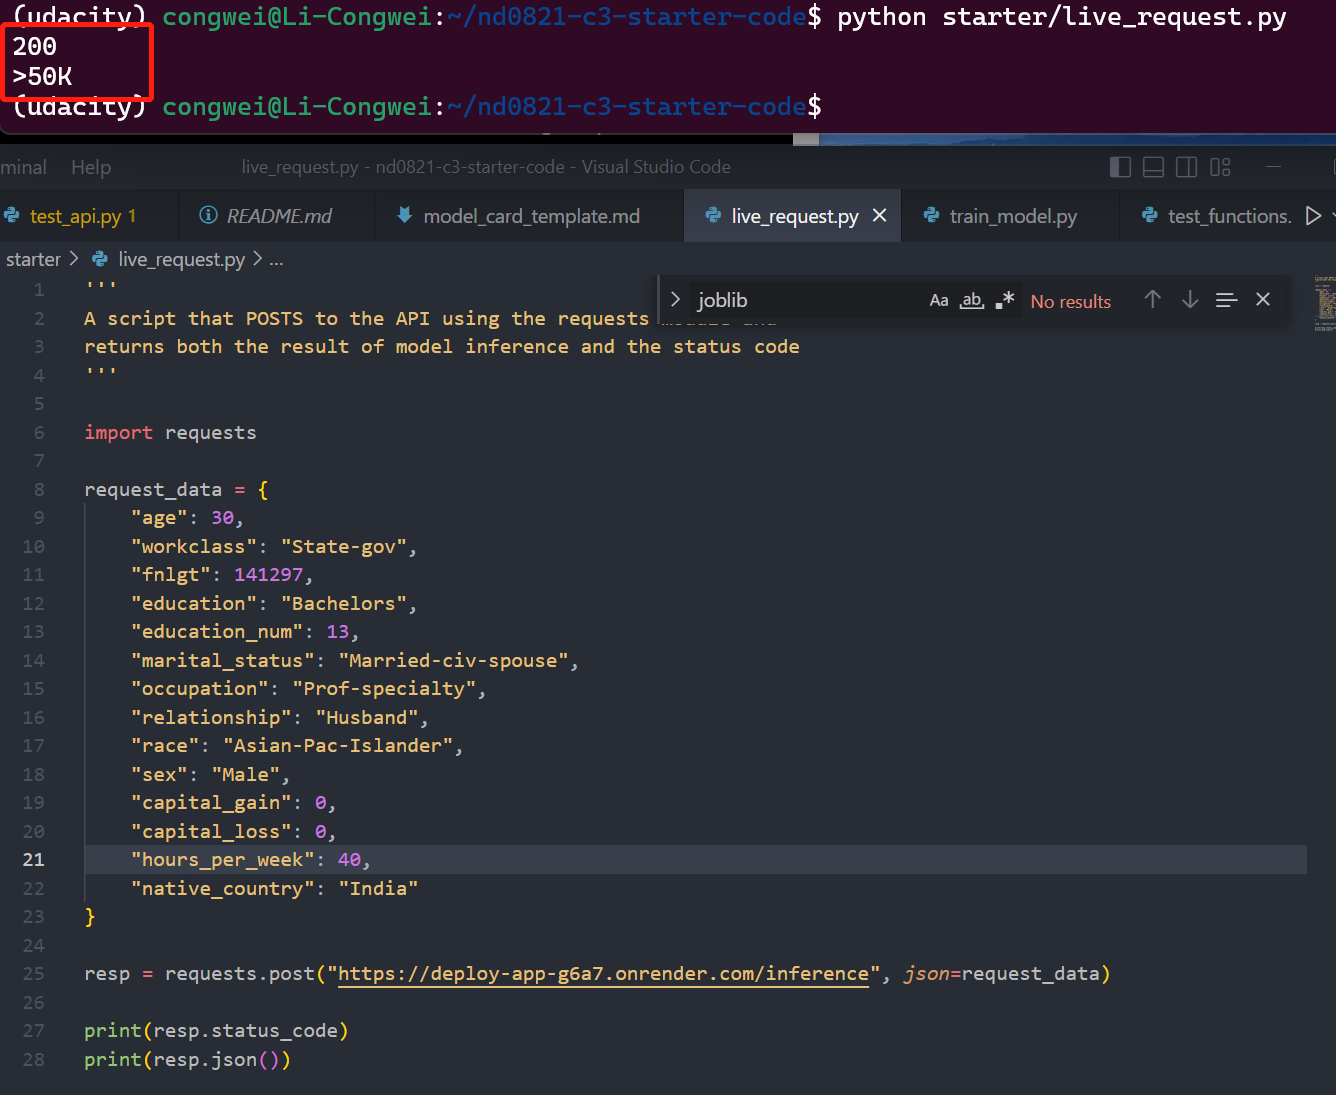 (udacity) congwei@Li-Congwei:~/nd0821-c3-starter-code$ python starter/live_request.py
200
>50K
(udacity) congwei@Li-Congwei:~/nd0821-c3-starter-code$
minal Help live_request.py - nd0821-c3-starter-code - Visual Studio Code
test_api.py 1 README.md model_card_template.md live_request.py train_model.py test_functions.
starter > live_request.py > ...
joblib Aa ab .* No results
1 '''
2 A script that POSTS to the API using the requests
3 returns both the result of model inference and the status code
4 '''
5
6 import requests
7
8 request_data = {
9 "age": 30,
10 "workclass": "State-gov",
11 "fnlgt": 141297,
12 "education": "Bachelors",
13 "education_num": 13,
14 "marital_status": "Married-civ-spouse",
15 "occupation": "Prof-specialty",
16 "relationship": "Husband",
17 "race": "Asian-Pac-Islander",
18 "sex": "Male",
19 "capital_gain": 0,
20 "capital_loss": 0,
21 "hours_per_week": 40,
22 "native_country": "India"
23 }
24
25 resp = requests.post("https://deploy-app-g6a7.onrender.com/inference", json=request_data)
26
27 print(resp.status_code)
28 print(resp.json())